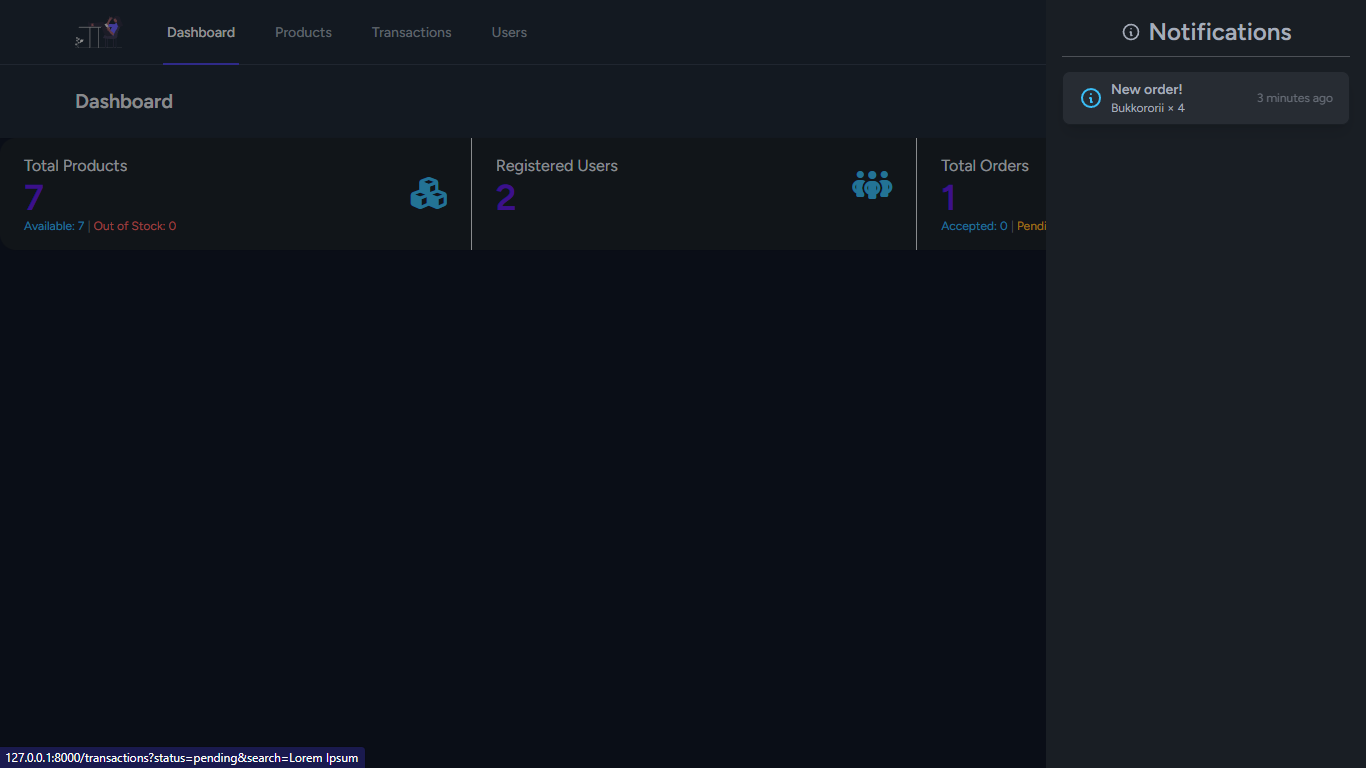 Dashboard
Products
Transactions
Users
Dashboard
Total Products
7
Available: 7 | Out of Stock: 0
Registered Users
2
Total Orders
1
Accepted: 0 | Pendi
Notifications
New order!
Bukkororii × 4
3 minutes ago
127.0.0.1:8000/transactions?status=pending&search=Lorem Ipsum